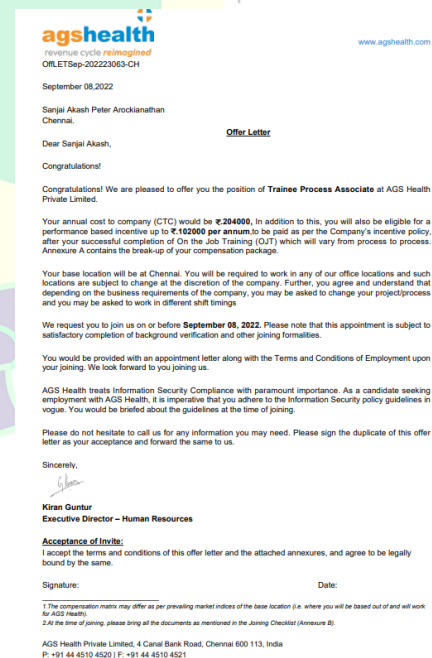 agshealth
www.agshealth.com
revenue cycle reimagined
OffLETSep-202223063-CH
September 08,2022
Sanjai Akash Peter Arockianathan
Chennai.
Offer Letter
Dear Sanjai Akash,
Congratulations!
Congratulations! We are pleased to offer you the position of Trainee Process Associate at AGS Health
Private Limited.
Your annual cost to company (CTC) would be ₹.204000, In addition to this, you will also be eligible for a
performance based incentive up to ₹.102000 per annum,to be paid as per the Company's incentive policy,
after your successful completion of On the Job Training (OJT) which will vary from process to process.
Annexure A contains the break-up of your compensation package.
Your base location will be at Chennai. You will be required to work in any of our office locations and such
locations are subject to change at the discretion of the company. Further, you agree and understand that
depending on the business requirements of the company, you may be asked to change your project/process
and you may be asked to work in different shift timings
We request you to join us on or before September 08, 2022. Please note that this appointment is subject to
satisfactory completion of background verification and other joining formalities.
You would be provided with an appointment letter along with the Terms and Conditions of Employment upon
your joining. We look forward to you joining us.
AGS Health treats Information Security Compliance with paramount importance. As a candidate seeking
employment with AGS Health, it is imperative that you adhere to the Information Security policy guidelines in
vogue. You would be briefed about the guidelines at the time of joining.
Please do not hesitate to call us for any information you may need. Please sign the duplicate of this offer
letter as your acceptance and forward the same to us.
Sincerely,
Kiran Guntur
Executive Director – Human Resources
Acceptance of Invite:
I accept the terms and conditions of this offer letter and the attached annexures, and agree to be legally
bound by the same.
Signature: Date:
1.The compensation matrix may differ as per prevailing market indices of the base location (i.e. where you will be based out of and will work
for AGS Health).
2.At the time of joining, please bring all the documents as mentioned in the Joining Checklist (Annexure B).
AGS Health Private Limited, 4 Canal Bank Road, Chennai 600 113, India
P: +91 44 4510 4520 | F: +91 44 4510 4521